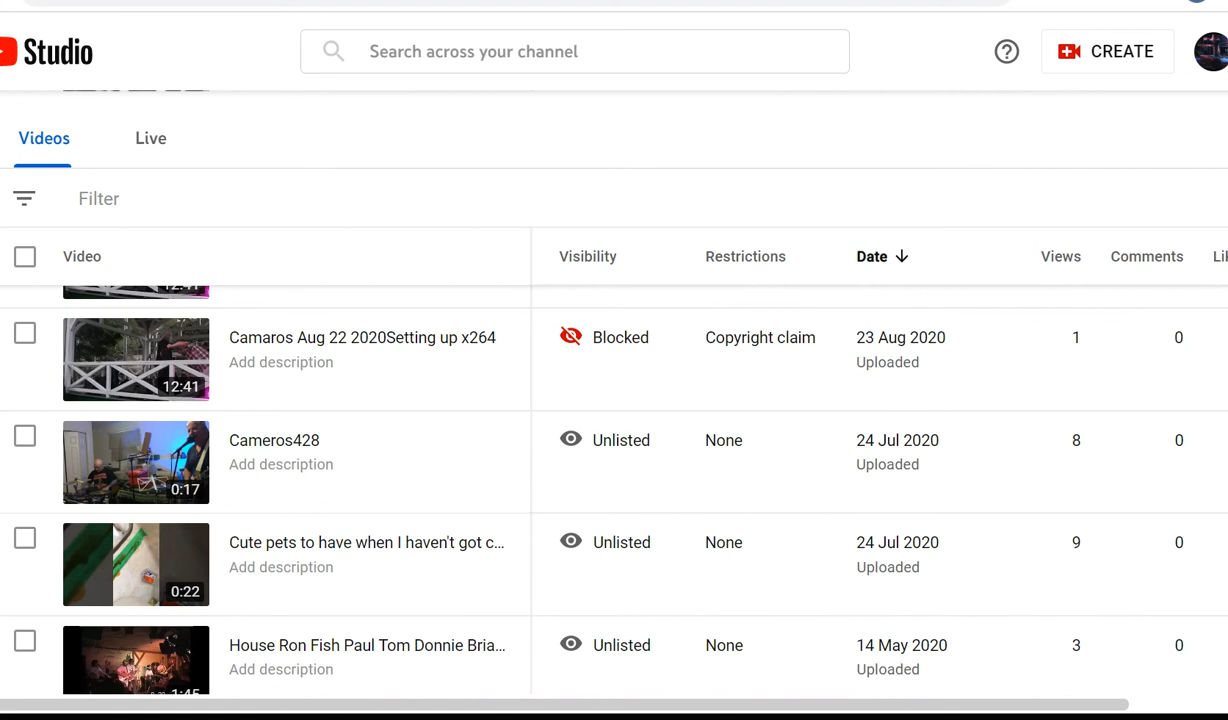 Studio
Search across your channel
CREATE
Videos
Live
Filter
Video
Visibility
Restrictions
Date
Views
Comments
12:41
Camaros Aug 22 2020Setting up x264
Add description
12:41
Blocked
Copyright claim
23 Aug 2020
Uploaded
1
0
Cameros428
Add description
0:17
Unlisted
None
24 Jul 2020
Uploaded
8
0
Cute pets to have when I haven't got c...
Add description
0:22
Unlisted
None
24 Jul 2020
Uploaded
9
0
House Ron Fish Paul Tom Donnie Bria...
Add description
1:45
Unlisted
None
14 May 2020
Uploaded
3
0